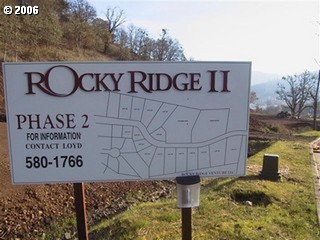 © 2006
ROCKY RIDGE II
PHASE 2
FOR INFORMATION
CONTACT LOYD
580-1766